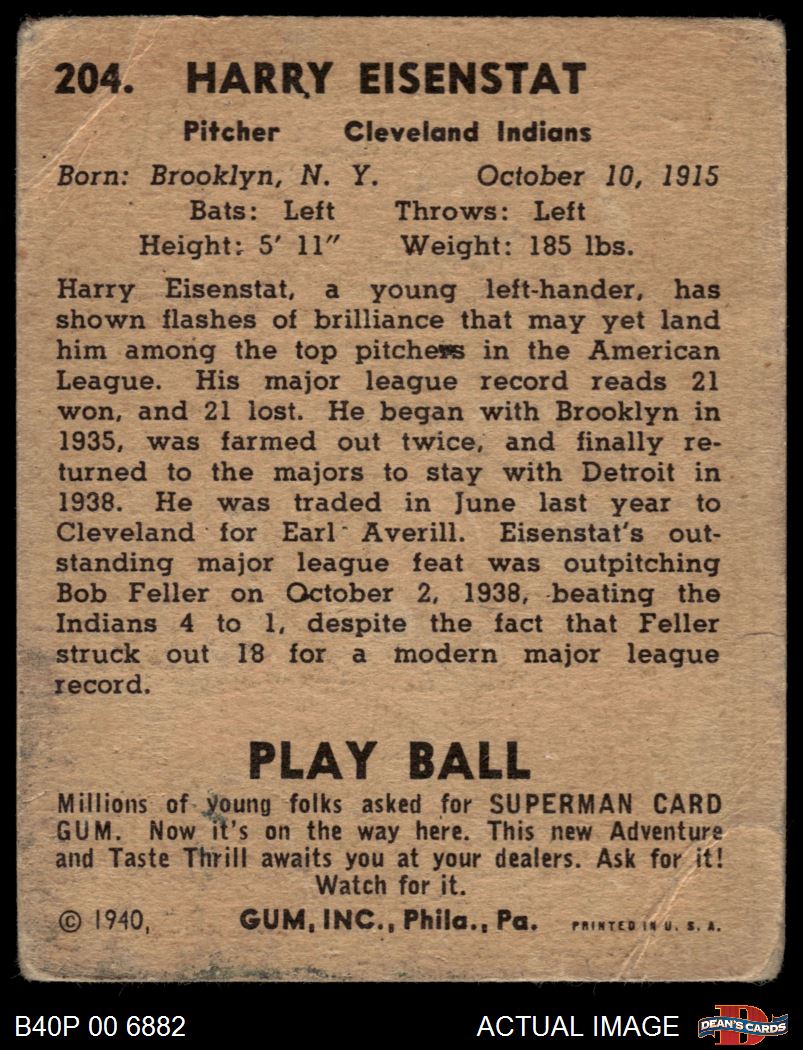 204. HARRY EISENSTAT
Pitcher Cleveland Indians
Born: Brooklyn, N. Y. October 10, 1915
Bats: Left Throws: Left
Height: 5′ 11″ Weight: 185 lbs.
Harry Eisenstat, a young left-hander, has
shown flashes of brilliance that may yet land
him among the top pitchers in the American
League. His major league record reads 21
won, and 21 lost. He began with Brooklyn in
1935, was farmed out twice, and finally re-
turned to the majors to stay with Detroit in
1938. He was traded in June last year to
Cleveland for Earl Averill. Eisenstat's out-
standing major league feat was outpitching
Bob Feller on October 2, 1938, beating the
Indians 4 to 1, despite the fact that Feller
struck out 18 for a modern major league
record.
PLAY BALL
Millions of young folks asked for SUPERMAN CARD
GUM. Now it's on the way here. This new Adventure
and Taste Thrill awaits you at your dealers. Ask for it!
Watch for it.
© 1940, GUM, INC., Phila., Pa. PRINTED IN U. S. A.
B40P 00 6882 ACTUAL IMAGE D DEAN'S CARDS